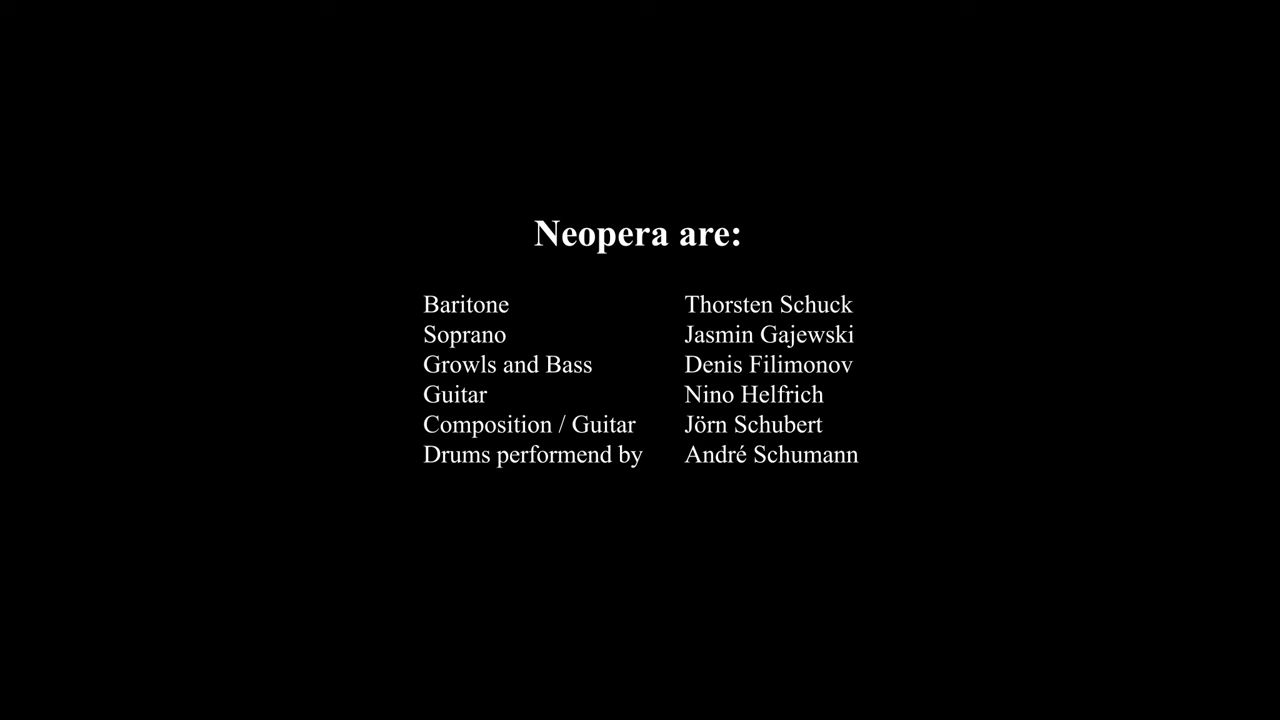 Neopera are:
Baritone Thorsten Schuck
Soprano Jasmin Gajewski
Growls and Bass Denis Filimonov
Guitar Nino Helfrich
Composition / Guitar Jörn Schubert
Drums performend by André Schumann